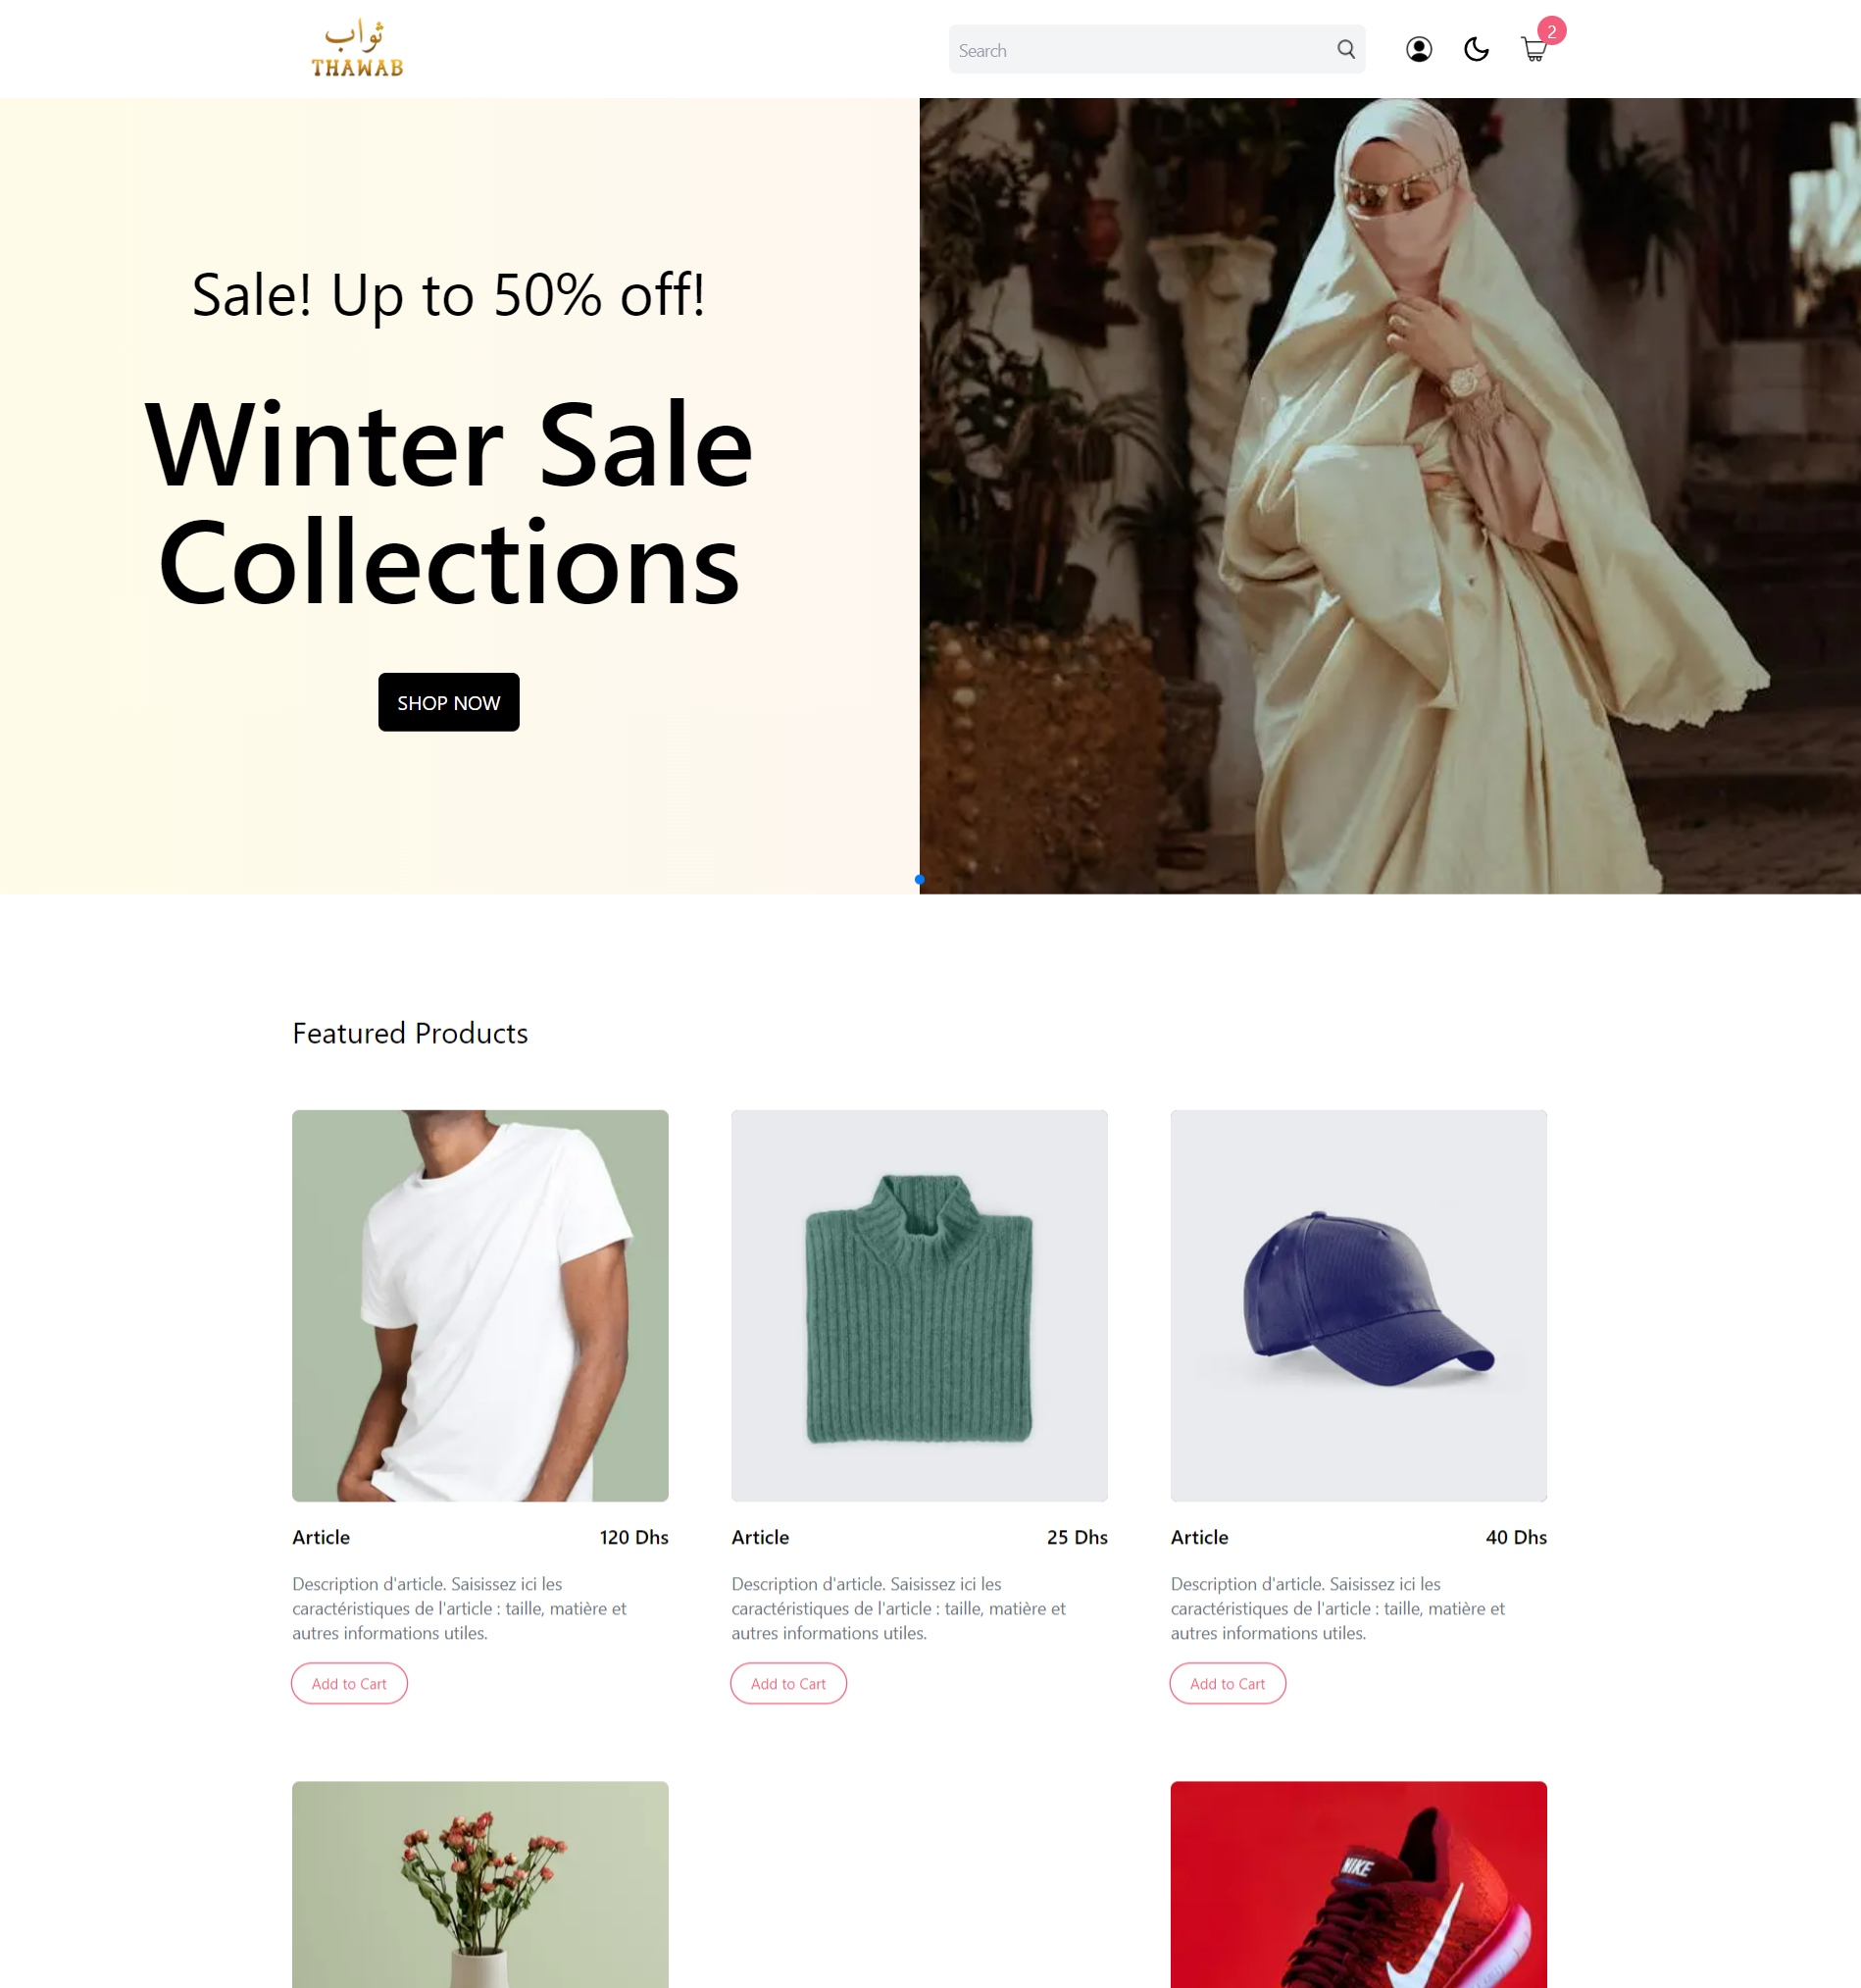 ثواب
THAWAB
Search
2
Sale! Up to 50% off!
Winter Sale
Collections
SHOP NOW
Featured Products
Article 120 Dhs
Description d'article. Saisissez ici les
caractéristiques de l'article : taille, matière et
autres informations utiles.
Add to Cart
Article 25 Dhs
Description d'article. Saisissez ici les
caractéristiques de l'article : taille, matière et
autres informations utiles.
Add to Cart
Article 40 Dhs
Description d'article. Saisissez ici les
caractéristiques de l'article : taille, matière et
autres informations utiles.
Add to Cart
NIKE